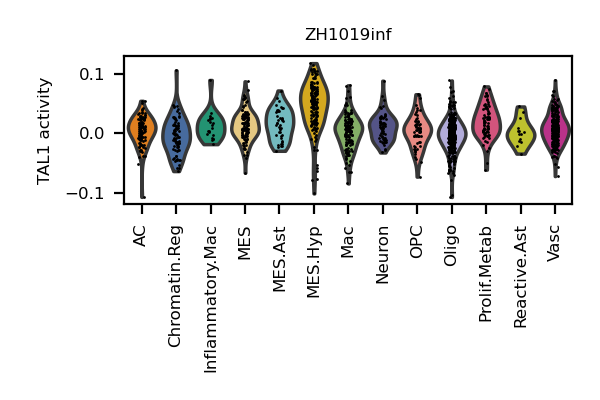 ZH1019inf
TAL1 activity
0.1
0.0
−0.1
AC
Chromatin.Reg
Inflammatory.Mac
MES
MES.Ast
MES.Hyp
Mac
Neuron
OPC
Oligo
Prolif.Metab
Reactive.Ast
Vasc